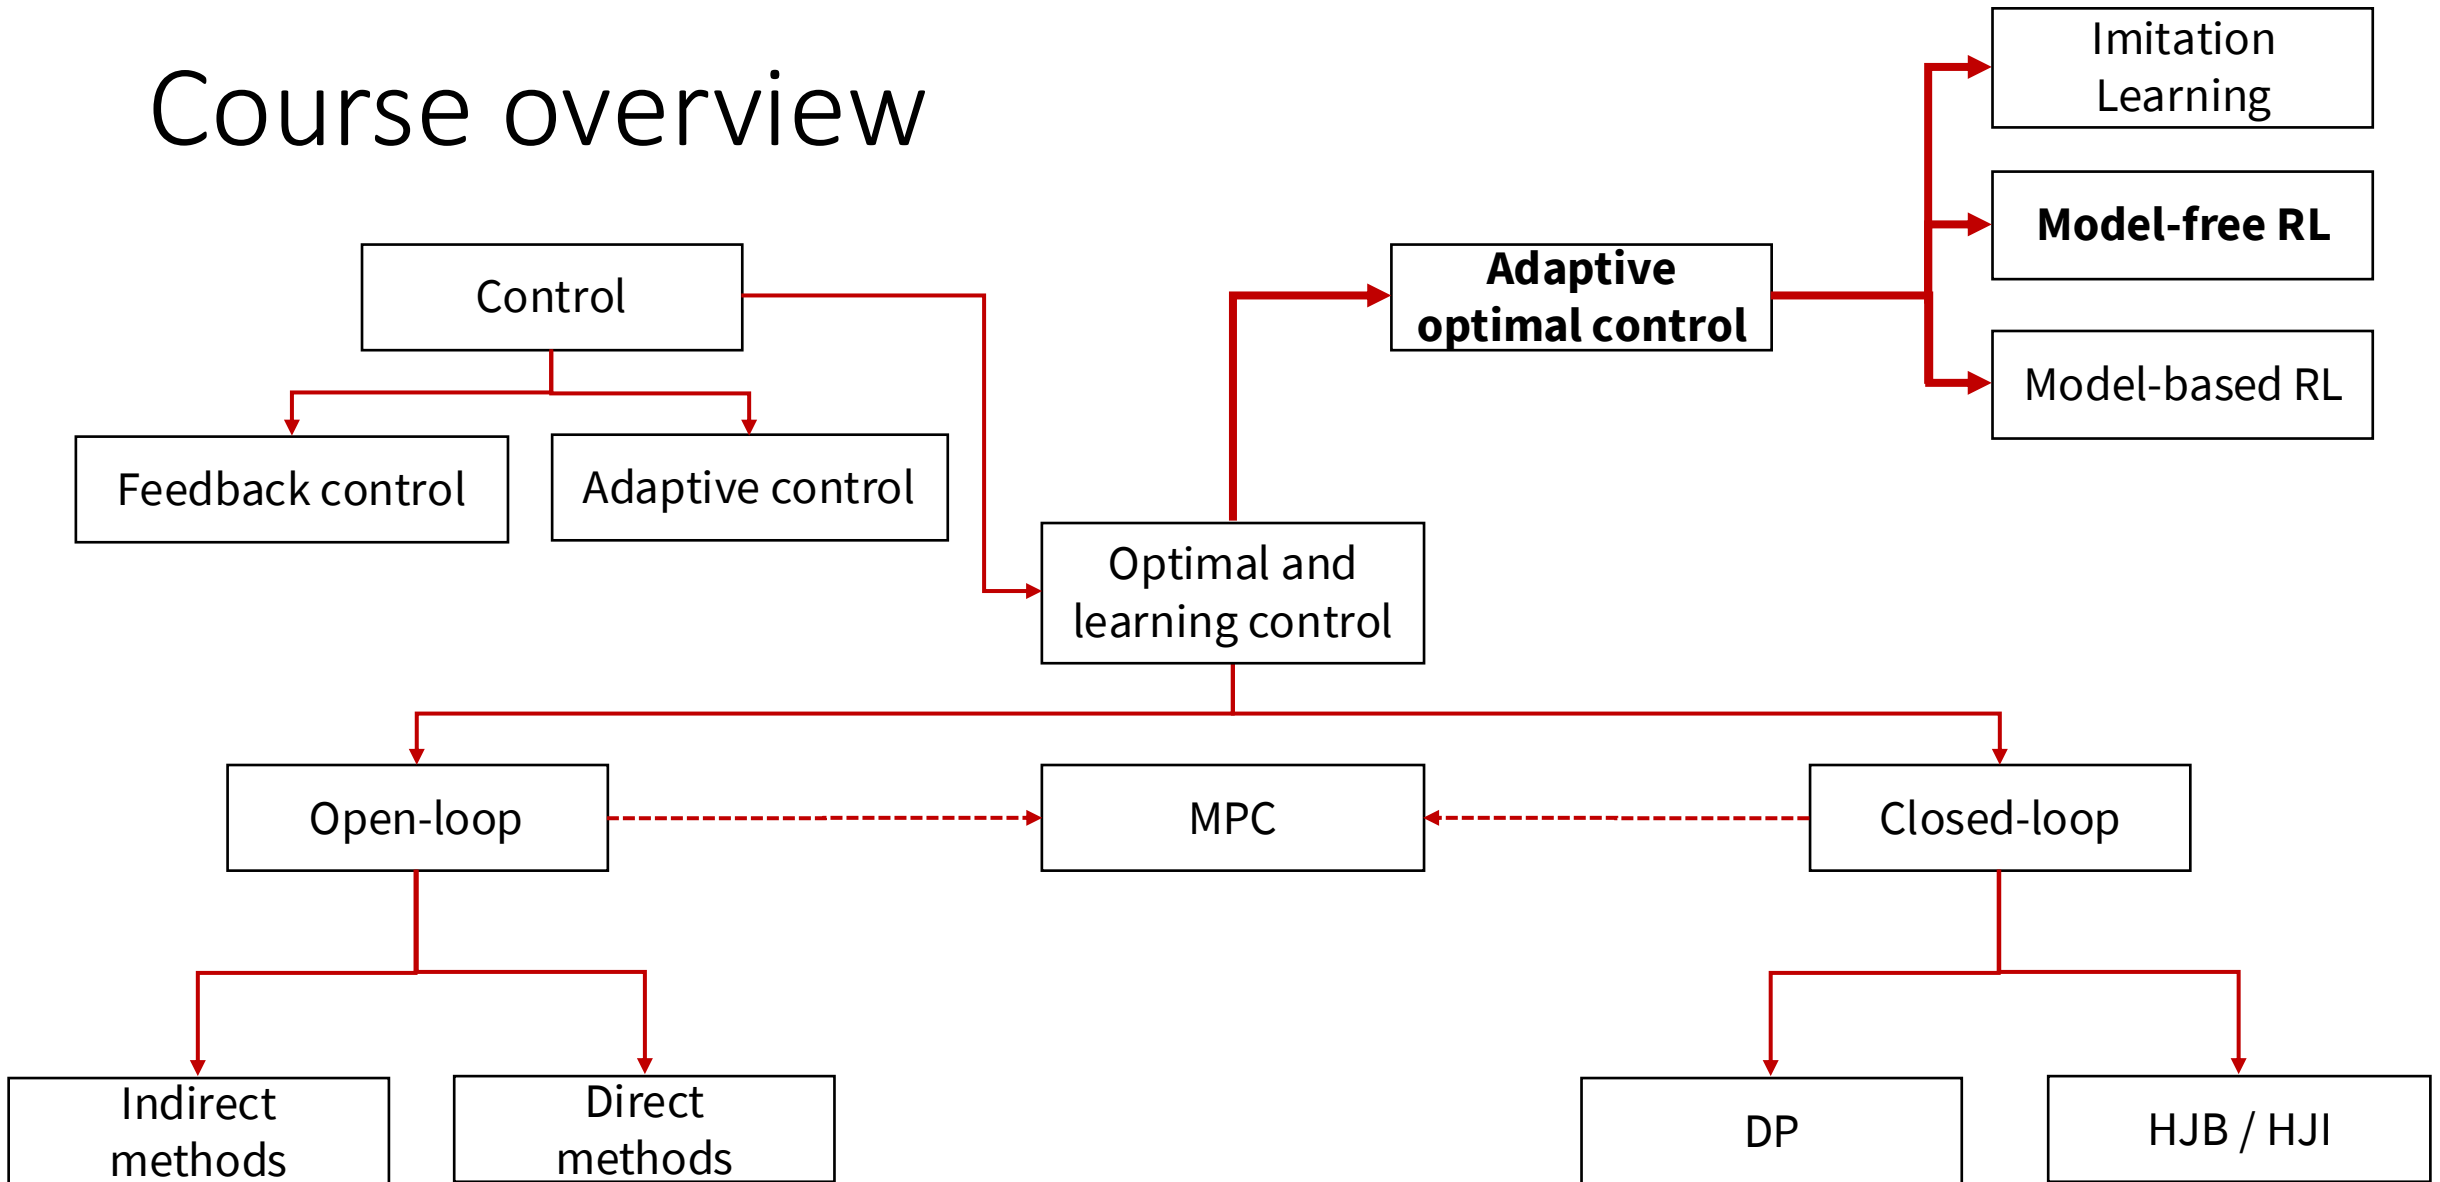 Course overview
Imitation
Learning
Model-free RL
Model-based RL
Adaptive
optimal control
Control
Feedback control
Adaptive control
Optimal and
learning control
Open-loop
MPC
Closed-loop
Indirect
methods
Direct
methods
DP
HJB / HJI